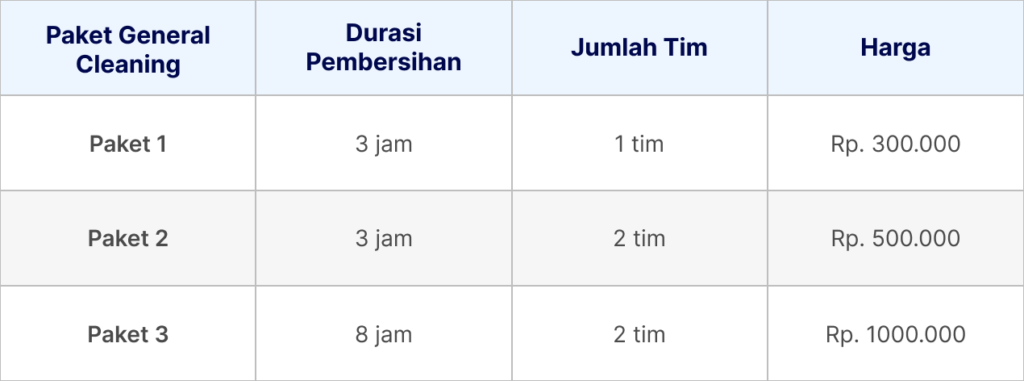 Paket General
Cleaning
Durasi
Pembersihan
Jumlah Tim
Harga
Paket 1
3 jam
1 tim
Rp. 300.000
Paket 2
3 jam
2 tim
Rp. 500.000
Paket 3
8 jam
2 tim
Rp. 1000.000